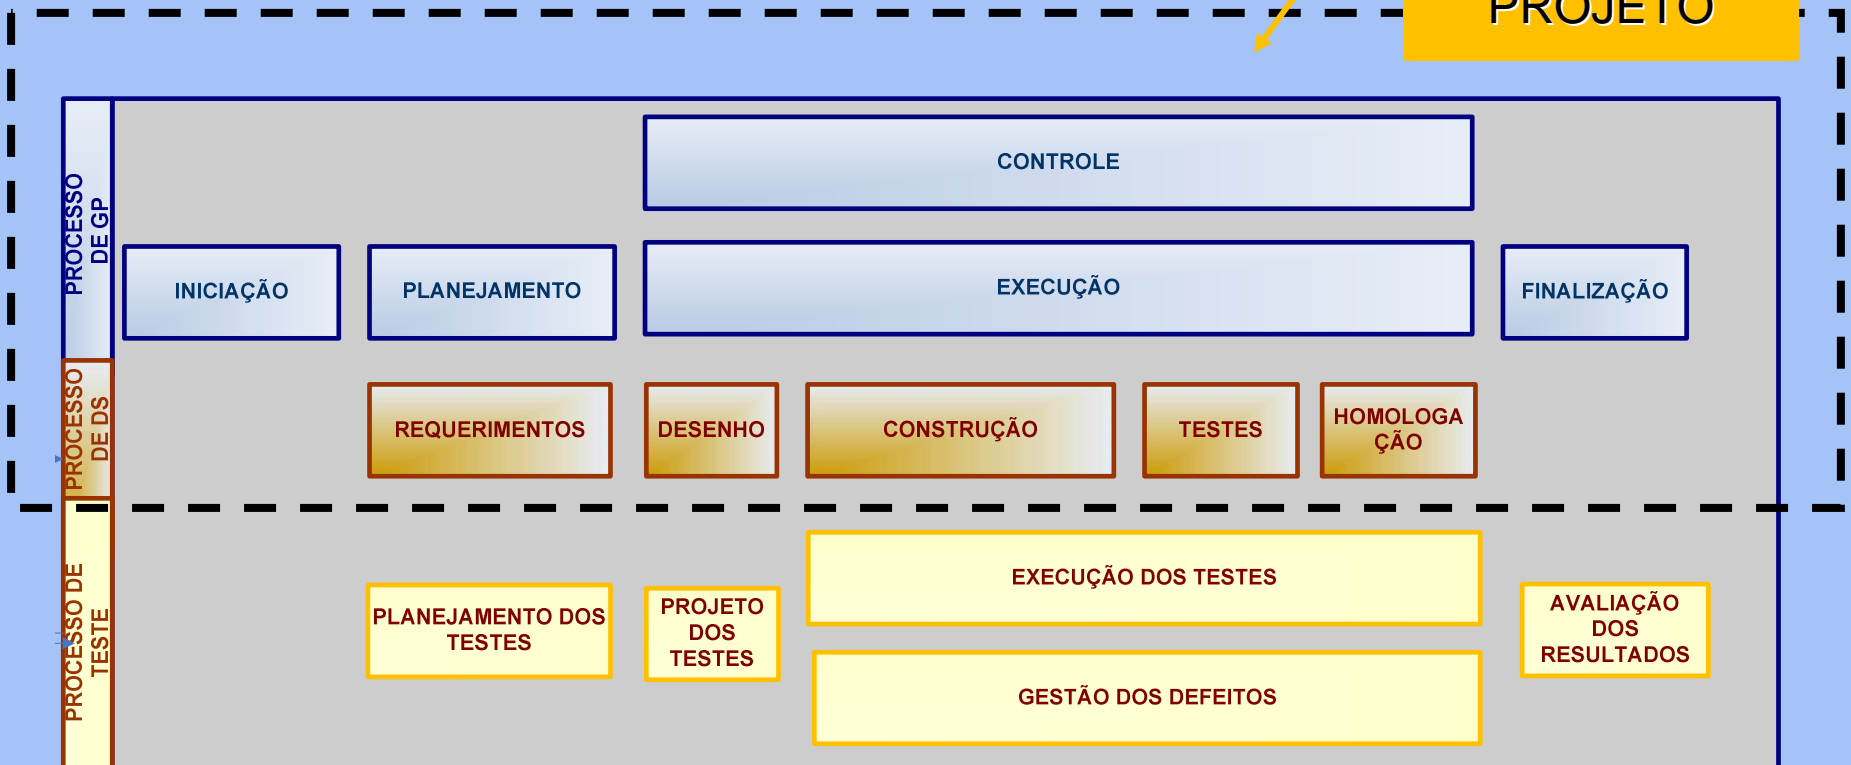 PROJETO
PROCESSO
DE GP
CONTROLE
INICIAÇÃO
PLANEJAMENTO
EXECUÇÃO
FINALIZAÇÃO
PROCESSO
DE DS
REQUERIMENTOS
DESENHO
CONSTRUÇÃO
TESTES
HOMOLOGA
ÇÃO
PROCESSO DE
TESTE
PLANEJAMENTO DOS
TESTES
PROJETO
DOS
TESTES
EXECUÇÃO DOS TESTES
GESTÃO DOS DEFEITOS
AVALIAÇÃO
DOS
RESULTADOS